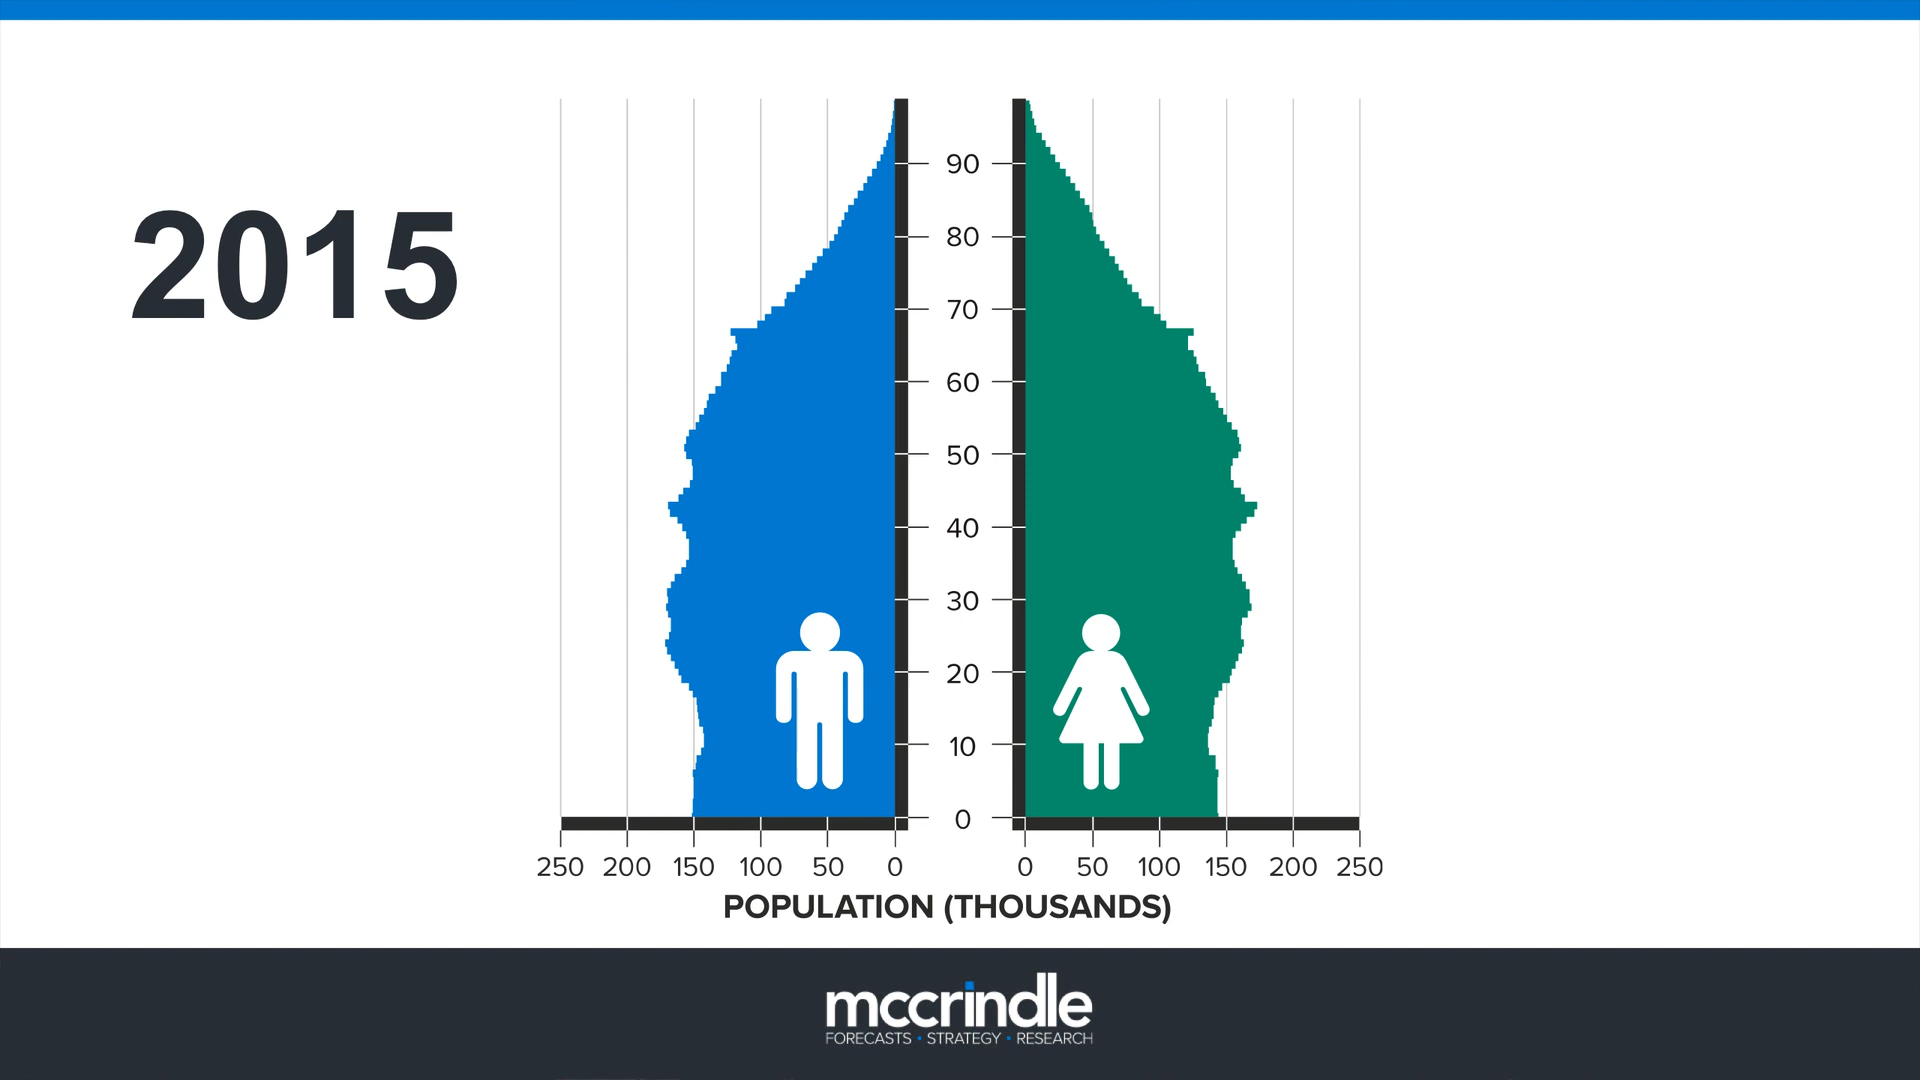 2015
90
80
70
60
50
40
30
20
10
0
250 200 150 100 50 0 0 50 100 150 200 250
POPULATION (THOUSANDS)
mccrindle
FORECASTS • STRATEGY • RESEARCH